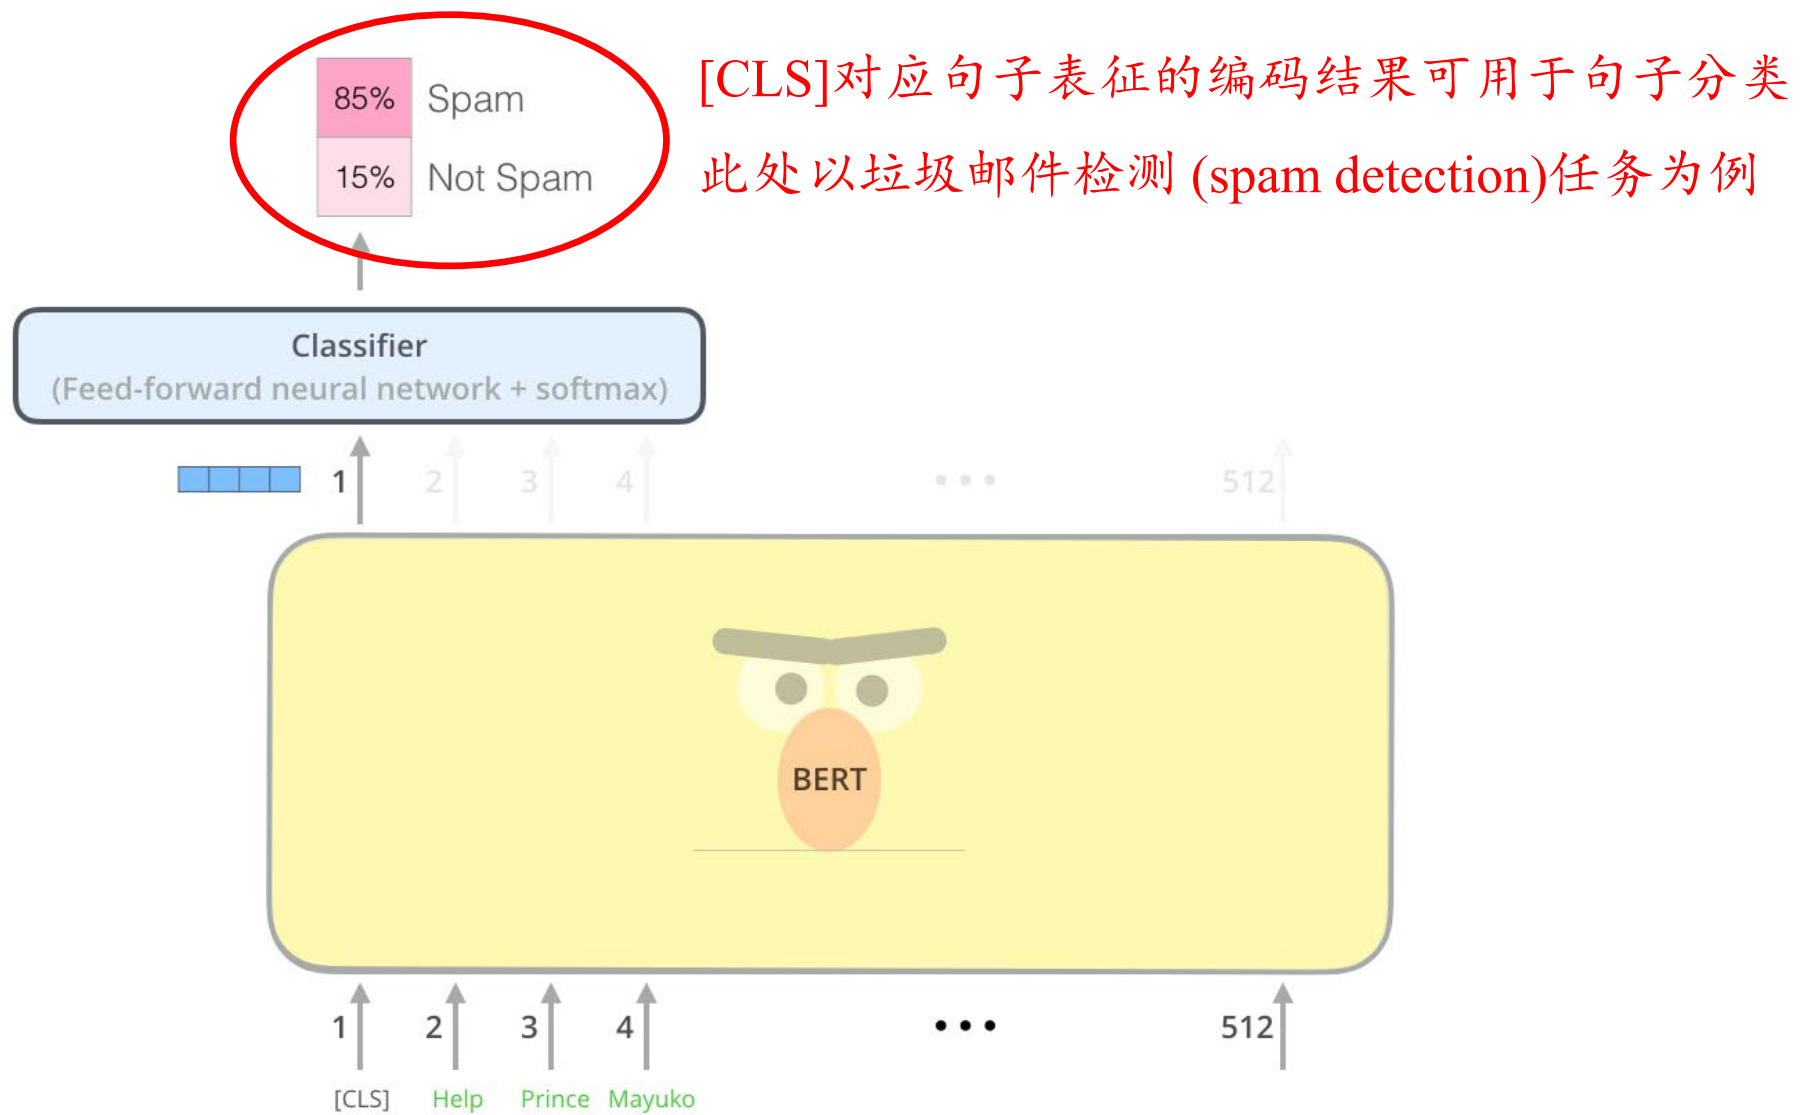 [CLS]对应句子表征的编码结果可用于句子分类
此处以垃圾邮件检测 (spam detection)任务为例
85% Spam
15% Not Spam
Classifier
(Feed-forward neural network + softmax)
1 2 3 4 ••• 512
BERT
1 2 3 4 ••• 512
[CLS] Help Prince Mayuko